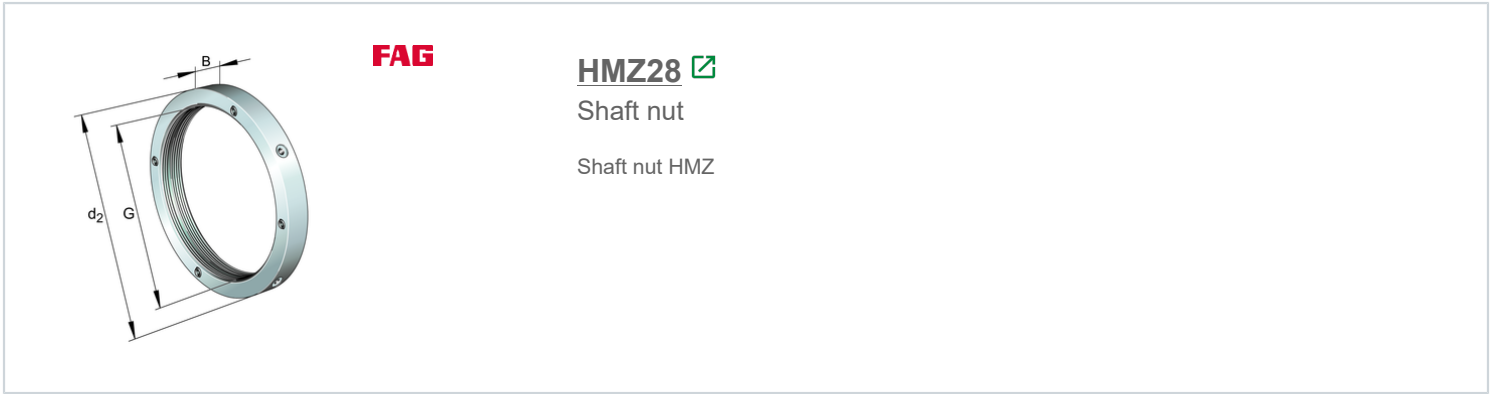 B
FAG
HMZ28
Shaft nut
Shaft nut HMZ
d2
G